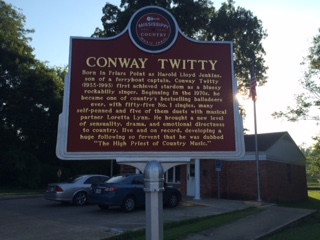 MISSISSIPPI
COUNTRY
CONWAY TWITTY
Born in Friars Point as Harold Lloyd Jenkins,
son of a ferryboat captain, Conway Twitty
(1933-1993) first achieved stardom as a bluesy
rockabilly singer. Beginning in the 1970s, he
became one of country's bestselling balladeers
ever, with fifty-five No. 1 singles, many
self-penned and five of them duets with musical
partner Loretta Lynn. He brought a new level
of sensuality, drama, and emotional directness
to country, live and on record, developing a
huge following so fervent that he was dubbed
"The High Priest of Country Music."